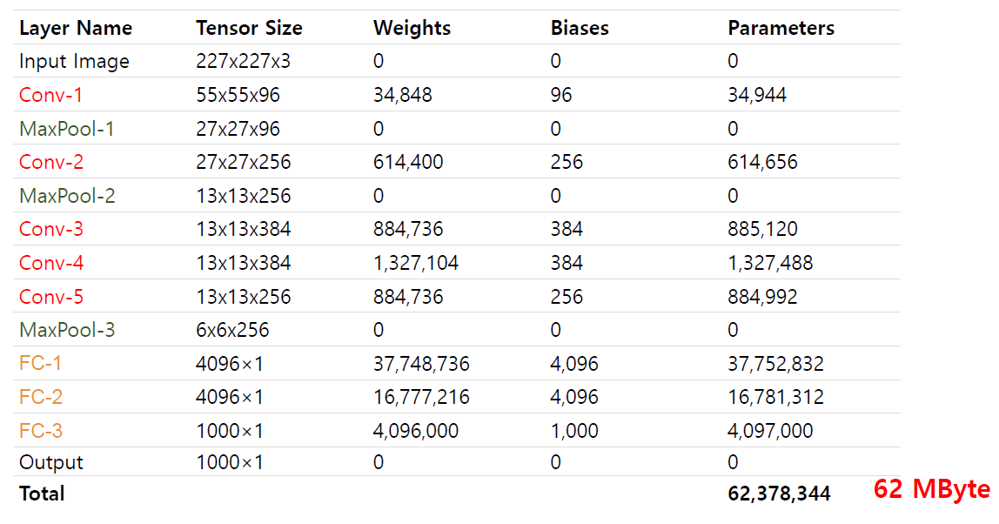 Layer Name Tensor Size Weights Biases Parameters
Input Image 227x227x3 0 0 0
Conv-1 55x55x96 34,848 96 34,944
MaxPool-1 27x27x96 0 0 0
Conv-2 27x27x256 614,400 256 614,656
MaxPool-2 13x13x256 0 0 0
Conv-3 13x13x384 884,736 384 885,120
Conv-4 13x13x384 1,327,104 384 1,327,488
Conv-5 13x13x256 884,736 256 884,992
MaxPool-3 6x6x256 0 0 0
FC-1 4096×1 37,748,736 4,096 37,752,832
FC-2 4096×1 16,777,216 4,096 16,781,312
FC-3 1000×1 4,096,000 1,000 4,097,000
Output 1000×1 0 0 0
Total 62,378,344 62 MByte